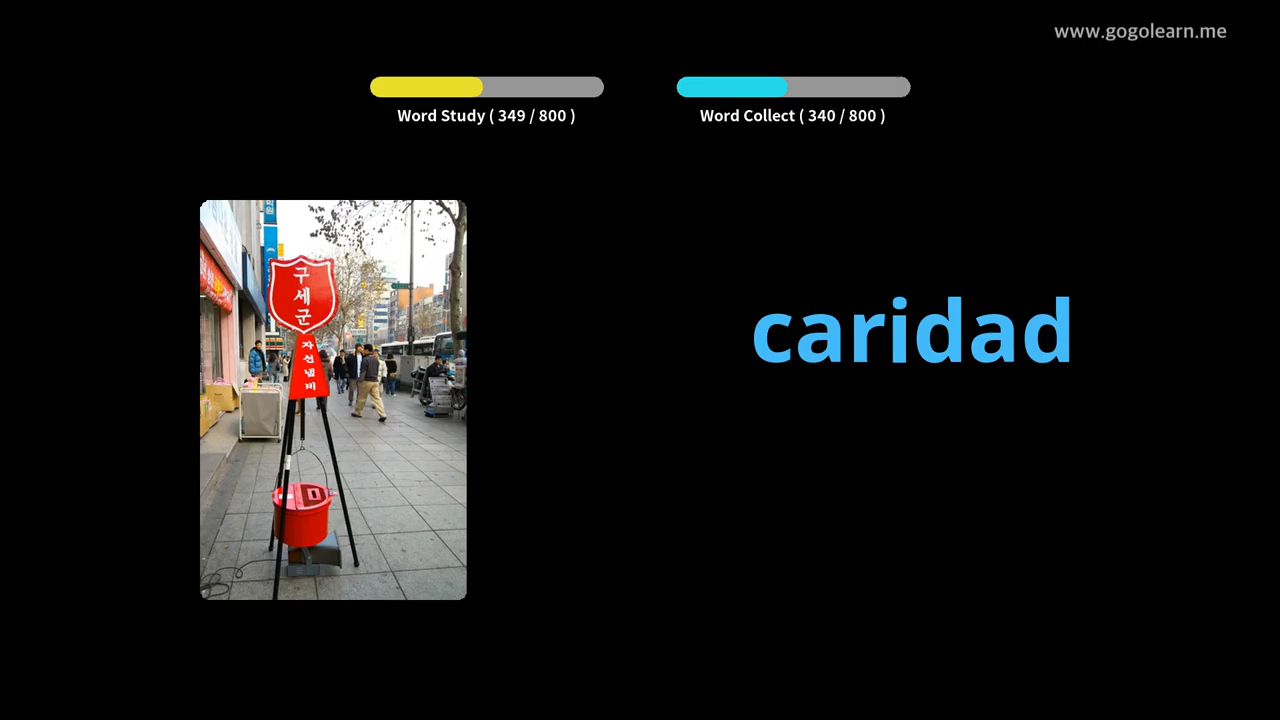 www.gogolearn.me
Word Study ( 349 / 800 )
Word Collect ( 340 / 800 )
구
세
군
자
선
냄
비
caridad